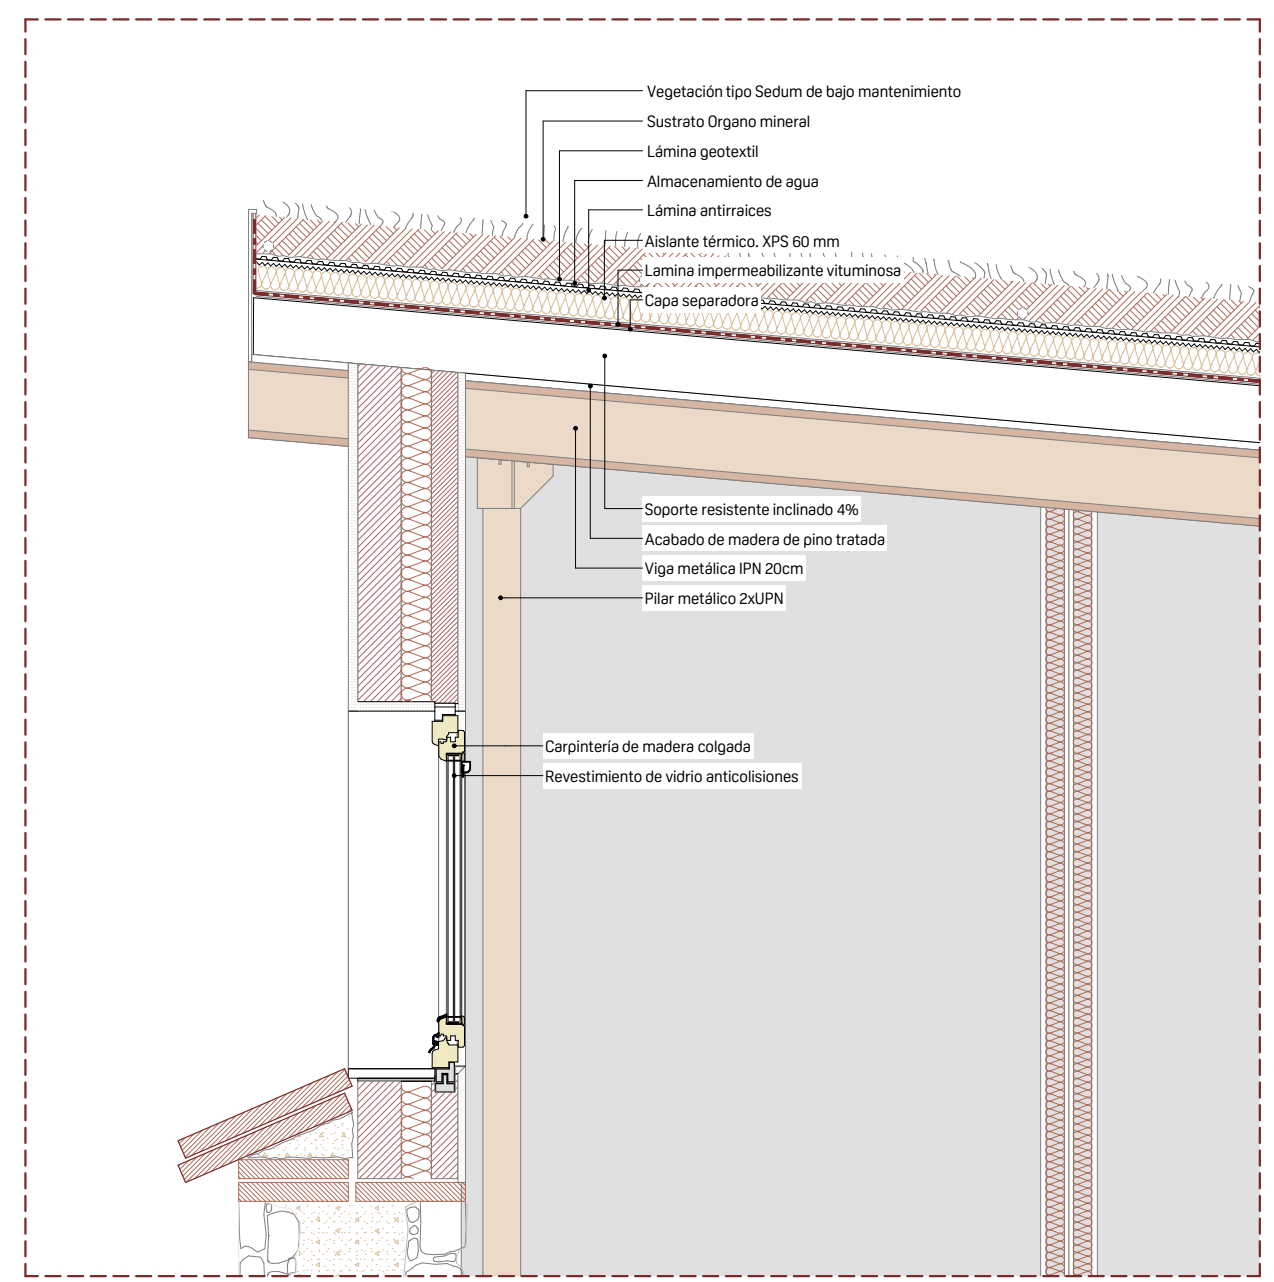 Vegetación tipo Sedum de bajo mantenimiento
Sustrato Organo mineral
Lámina geotextil
Almacenamiento de agua
Lámina antirraices
Aislante térmico. XPS 60 mm
Lamina impermeabilizante vituminosa
Capa separadora
Soporte resistente inclinado 4%
Acabado de madera de pino tratada
Viga metálica IPN 20cm
Pilar metálico 2xUPN
Carpintería de madera colgada
Revestimiento de vidrio anticolisiones